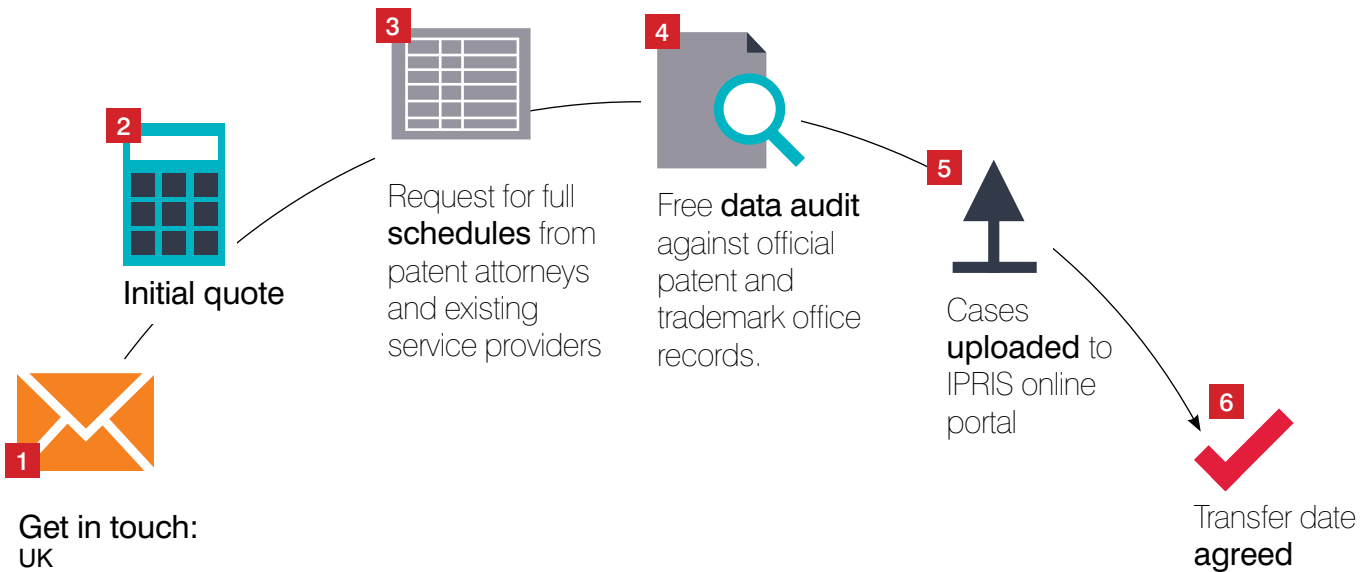 1
Get in touch:
UK
2
Initial quote
3
Request for full
schedules from
patent attorneys
and existing
service providers
4
Free data audit
against official
patent and
trademark office
records.
5
Cases
uploaded to
IPRIS online
portal
6
Transfer date
agreed